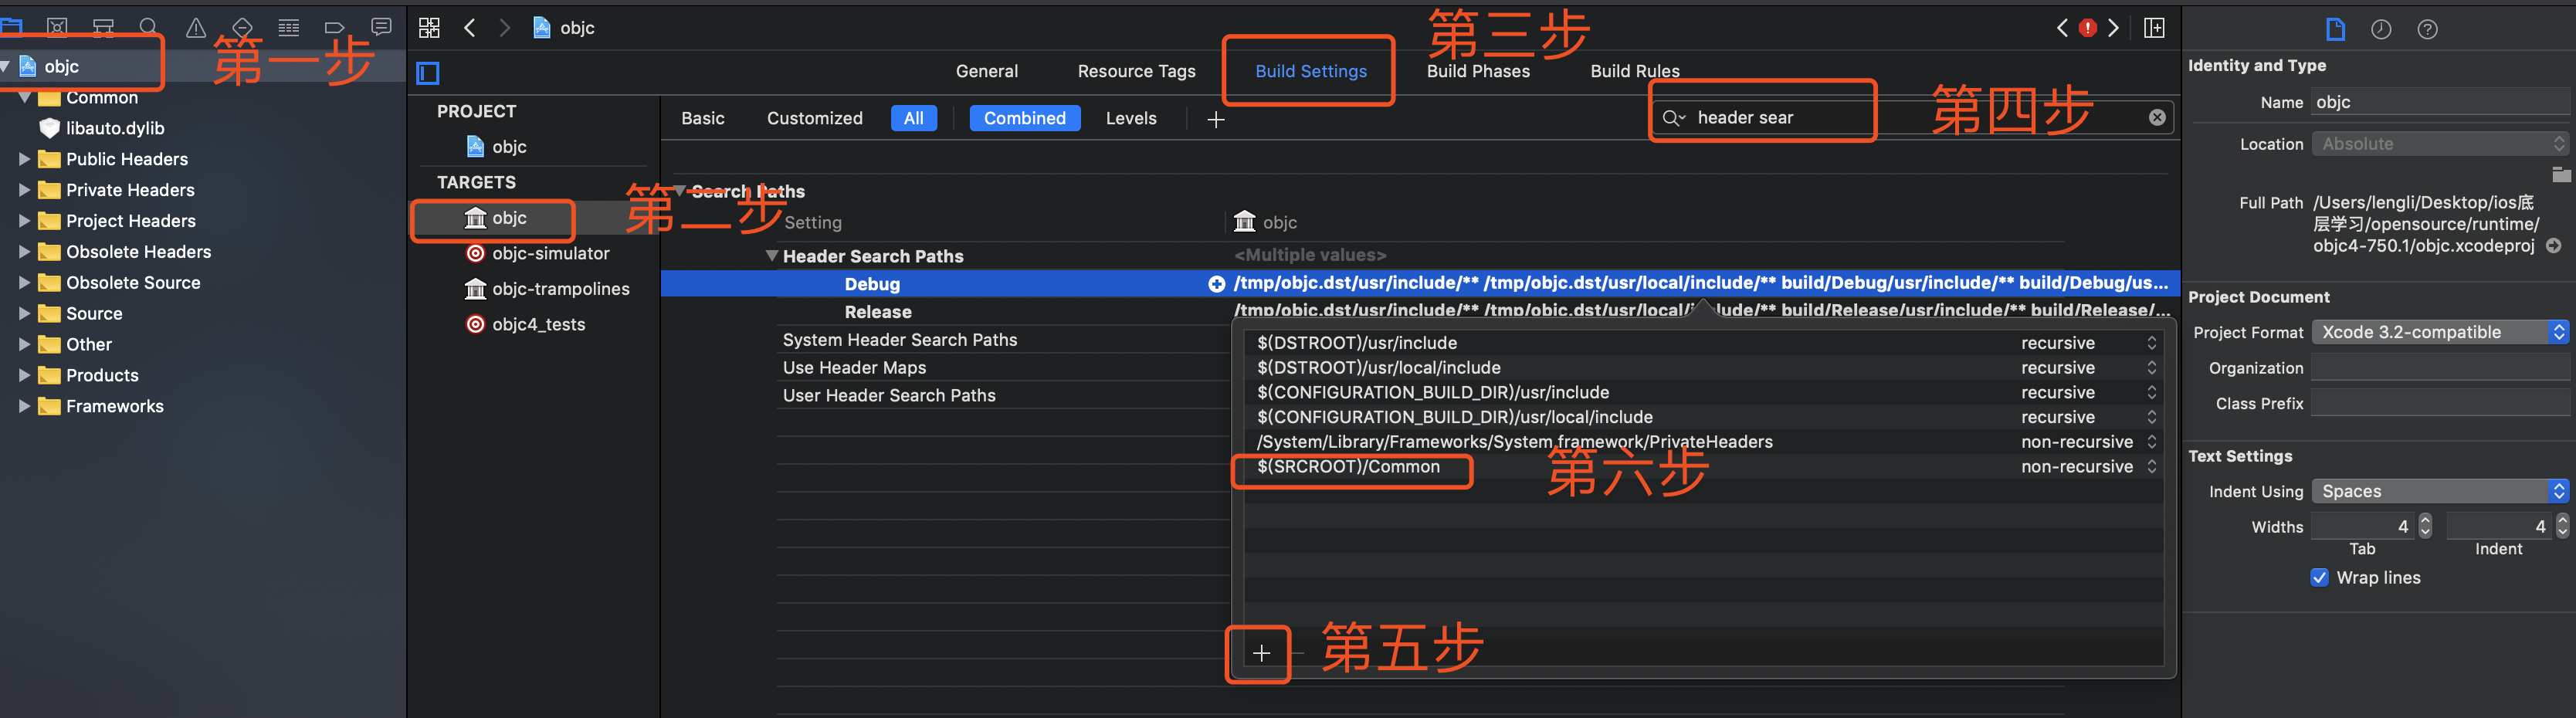 objc
第一步
objc
Common
libauto.dylib
Public Headers
Private Headers
Project Headers
Obsolete Headers
Obsolete Source
Source
Other
Products
Frameworks
General
Resource Tags
Build Settings
第三步
Build Phases
Build Rules
PROJECT
objc
TARGETS
objc
第二步
objc-simulator
objc-trampolines
objc4_tests
Basic
Customized
All
Combined
Levels
header sear
第四步
Search Paths
Setting
objc
Header Search Paths
<Multiple values>
Debug
/tmp/objc.dst/usr/include/** /tmp/objc.dst/usr/local/include/** build/Debug/usr/include/** build/Debug/us...
Release
/tmp/objc.dst/usr/include/** /tmp/objc.dst/usr/local/include/** build/Release/usr/include/** build/Release/...
System Header Search Paths
Use Header Maps
User Header Search Paths
$(DSTROOT)/usr/include recursive
$(DSTROOT)/usr/local/include recursive
$(CONFIGURATION_BUILD_DIR)/usr/include recursive
$(CONFIGURATION_BUILD_DIR)/usr/local/include recursive
/System/Library/Frameworks/System.framework/PrivateHeaders non-recursive
$(SRCROOT)/Common non-recursive
第六步
第五步
Identity and Type
Name objc
Location Absolute
Full Path /Users/lengli/Desktop/ios底
层学习/opensource/runtime/
objc4-750.1/objc.xcodeproj
Project Document
Project Format Xcode 3.2-compatible
Organization
Class Prefix
Text Settings
Indent Using Spaces
Widths 4 4
Tab Indent
Wrap lines